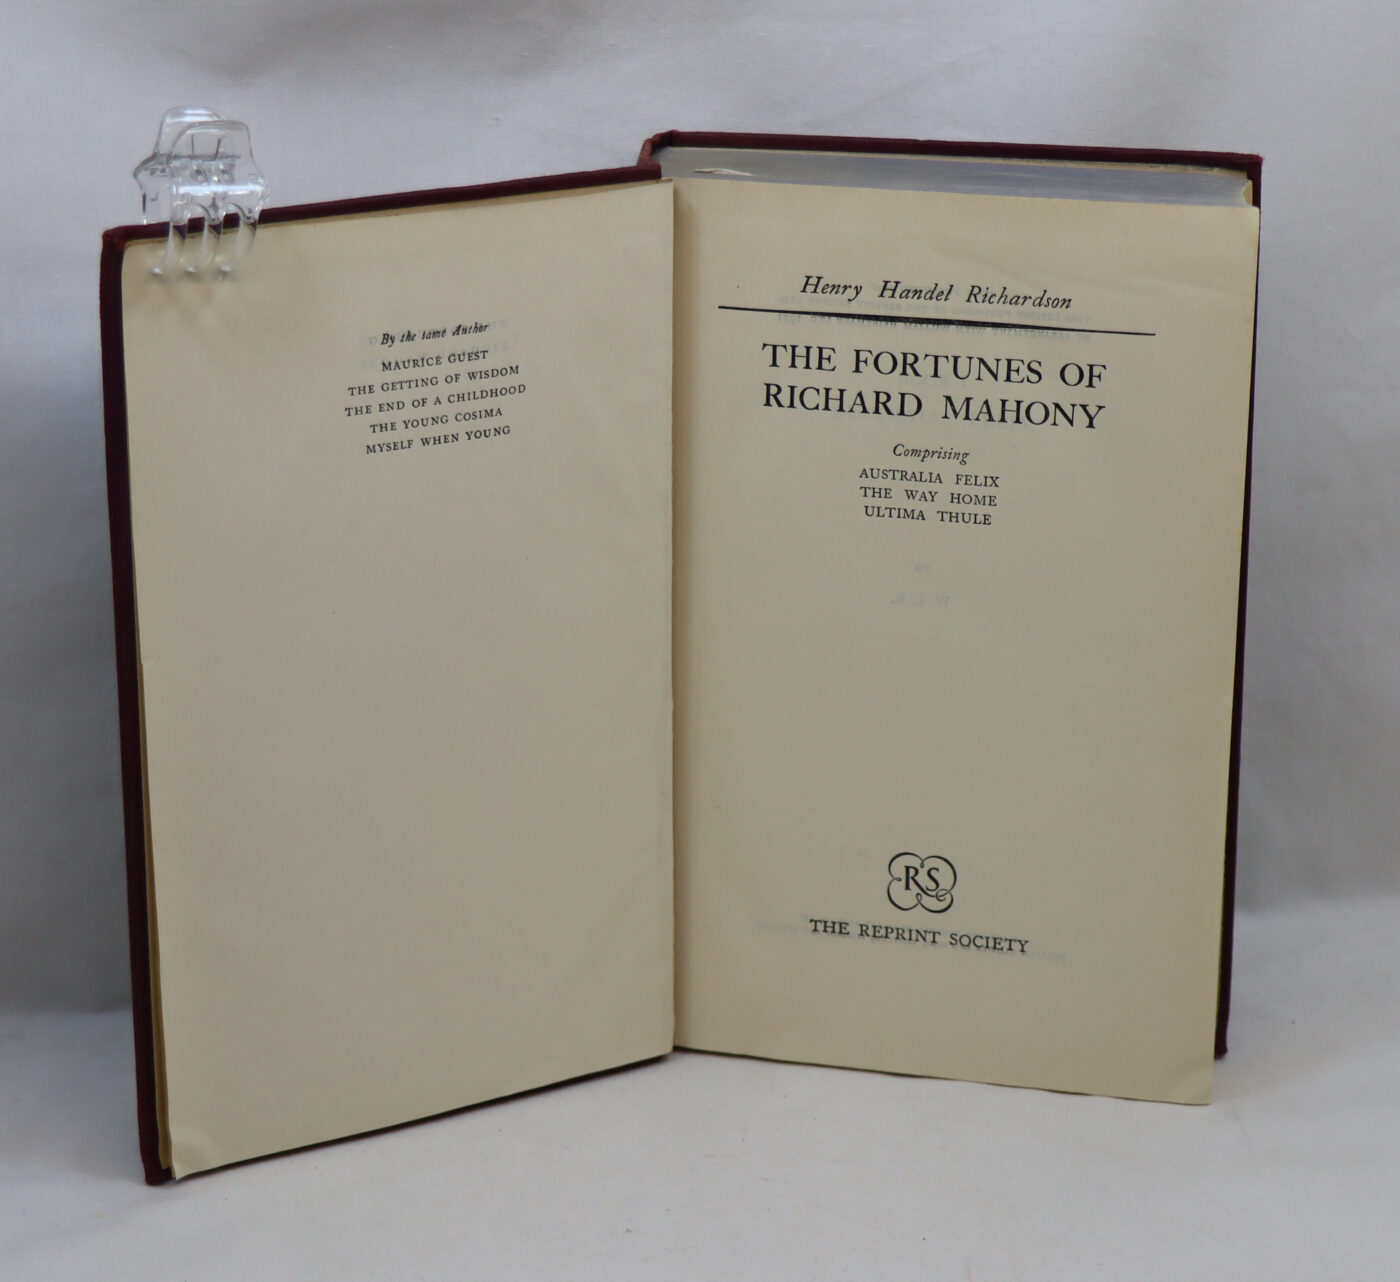 By the same Author
MAURICE GUEST
THE GETTING OF WISDOM
THE END OF A CHILDHOOD
THE YOUNG COSIMA
MYSELF WHEN YOUNG
Henry Handel Richardson
THE FORTUNES OF
RICHARD MAHONY
Comprising
AUSTRALIA FELIX
THE WAY HOME
ULTIMA THULE
RS
THE REPRINT SOCIETY